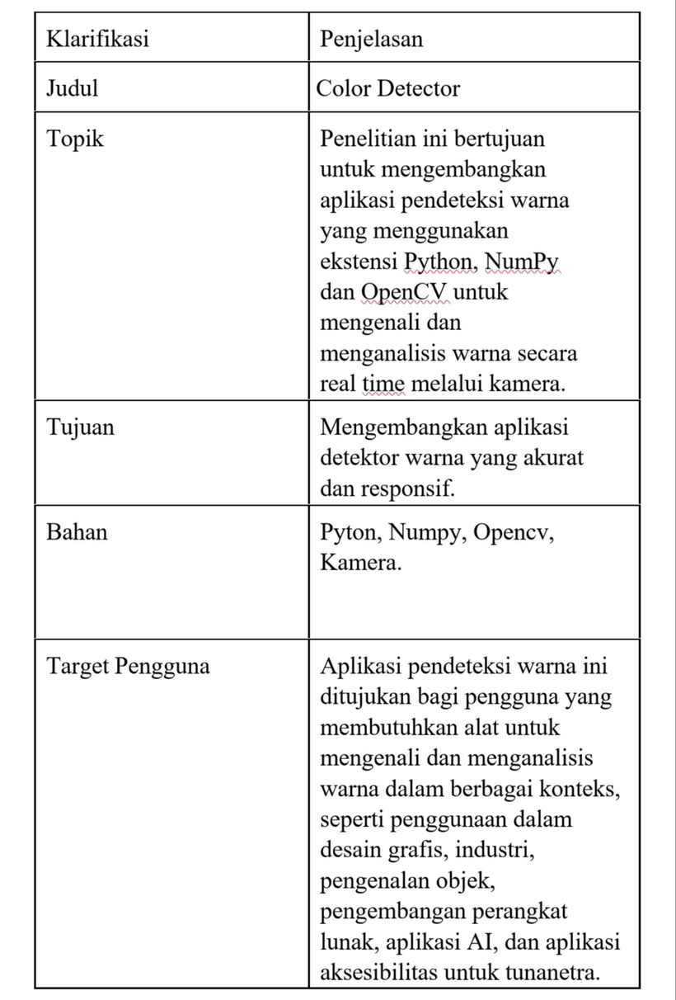 Klarifikasi
Penjelasan
Judul
Color Detector
Topik
Penelitian ini bertujuan
untuk mengembangkan
aplikasi pendeteksi warna
yang menggunakan
ekstensi Python, NumPy
dan OpenCV untuk
mengenali dan
menganalisis warna secara
real time melalui kamera.
Tujuan
Mengembangkan aplikasi
detektor warna yang akurat
dan responsif.
Bahan
Pyton, Numpy, Opencv,
Kamera.
Target Pengguna
Aplikasi pendeteksi warna ini
ditujukan bagi pengguna yang
membutuhkan alat untuk
mengenali dan menganalisis
warna dalam berbagai konteks,
seperti penggunaan dalam
desain grafis, industri,
pengenalan objek,
pengembangan perangkat
lunak, aplikasi AI, dan aplikasi
aksesibilitas untuk tunanetra.